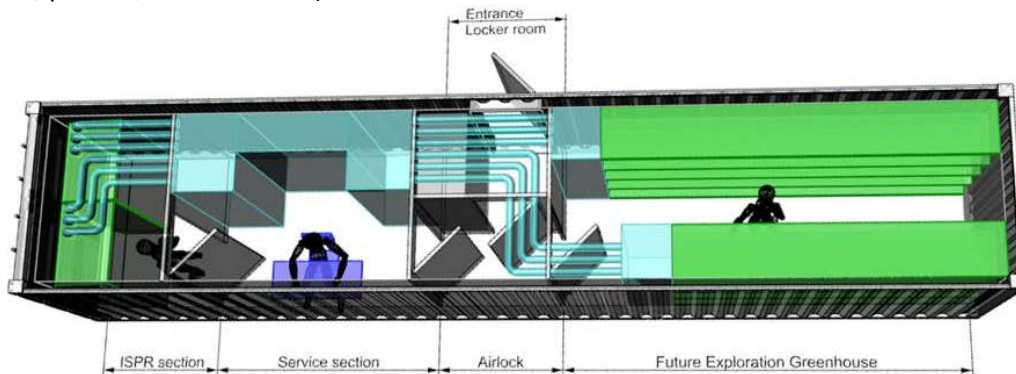 Entrance
Locker room
ISPR section
Service section
Airlock
Future Exploration Greenhouse